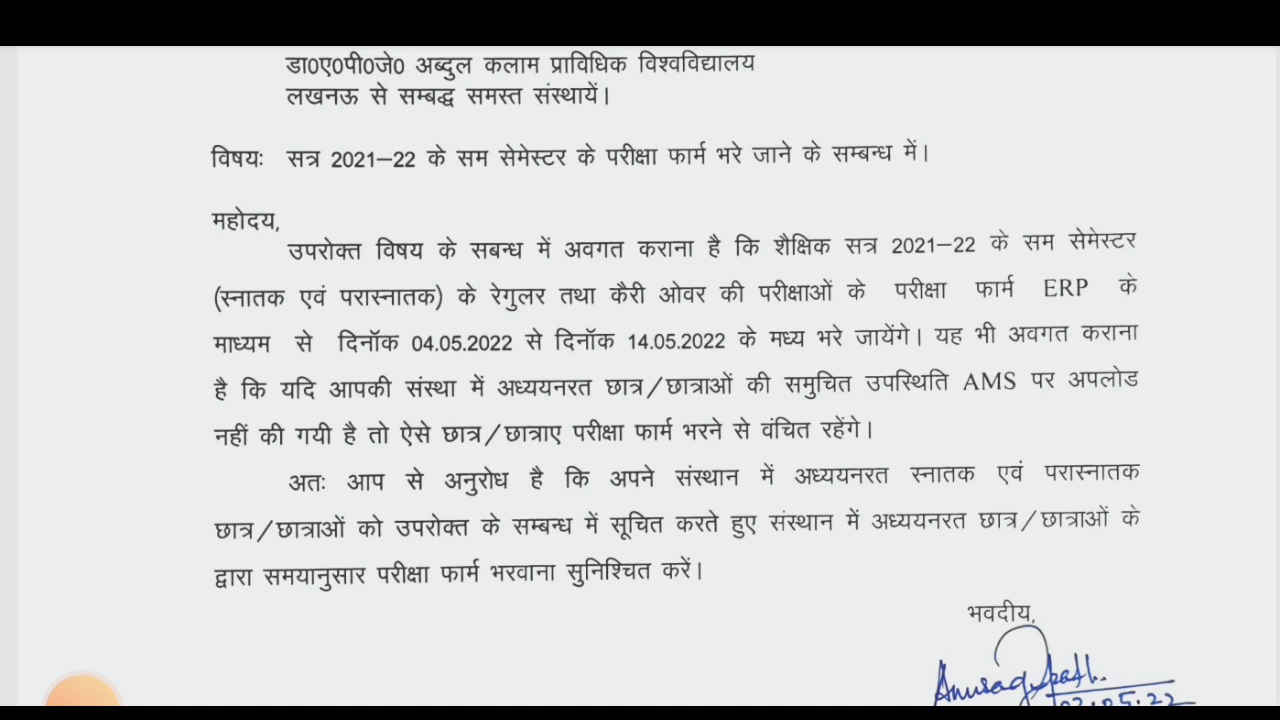 डा0ए0पी0जे0 अब्दुल कलाम प्राविधिक विश्वविद्यालय
लखनऊ से सम्बद्ध समस्त संस्थायें।
विषयः सत्र 2021–22 के सम सेमेस्टर के परीक्षा फार्म भरे जाने के सम्बन्ध में।
महोदय,
उपरोक्त विषय के सबन्ध में अवगत कराना है कि शैक्षिक सत्र 2021–22 के सम सेमेस्टर
(स्नातक एवं परास्नातक) के रेगुलर तथा कैरी ओवर की परीक्षाओं के परीक्षा फार्म ERP के
माध्यम से दिनॉक 04.05.2022 से दिनॉक 14.05.2022 के मध्य भरे जायेंगे। यह भी अवगत कराना
है कि यदि आपकी संस्था में अध्ययनरत छात्र/छात्राओं की समुचित उपस्थिति AMS पर अपलोड
नहीं की गयी है तो ऐसे छात्र/छात्राए परीक्षा फार्म भरने से वंचित रहेंगे।
अतः आप से अनुरोध है कि अपने संस्थान में अध्ययनरत स्नातक एवं परास्नातक
छात्र/छात्राओं को उपरोक्त के सम्बन्ध में सूचित करते हुए संस्थान में अध्ययनरत छात्र/छात्राओं के
द्वारा समयानुसार परीक्षा फार्म भरवाना सुनिश्चित करें।
भवदीय,